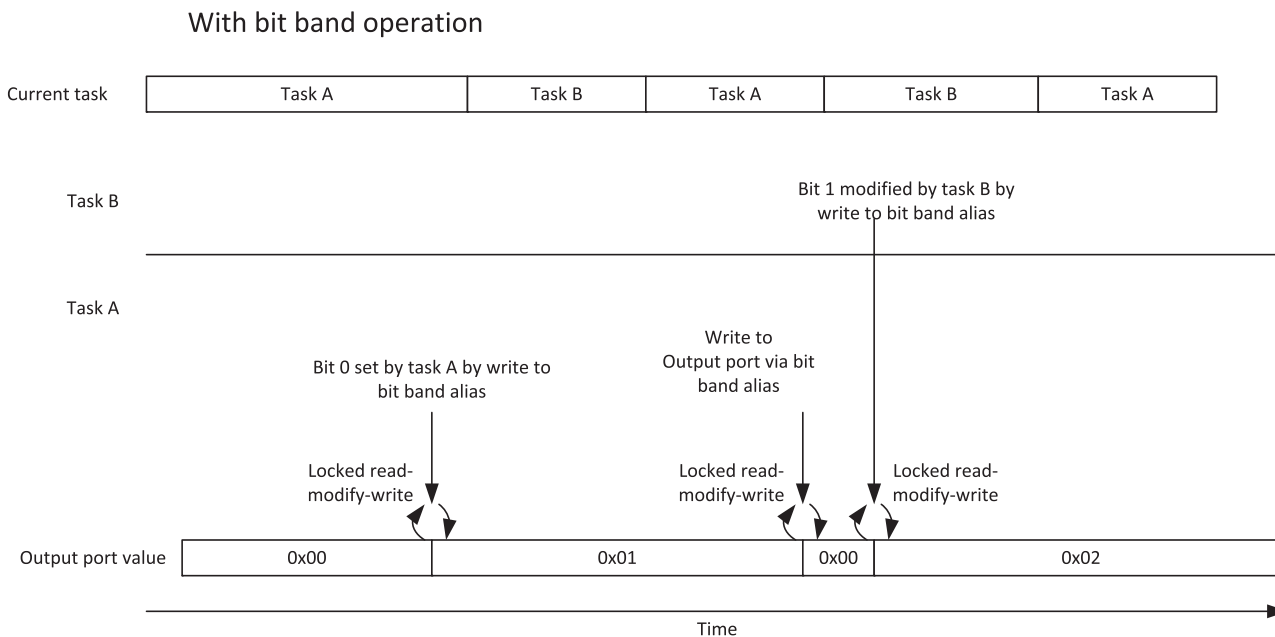 With bit band operation
Current task
Task A
Task B
Task A
Task B
Task A
Task B
Bit 1 modified by task B by
write to bit band alias
Task A
Write to
Output port via bit
band alias
Bit 0 set by task A by write to
bit band alias
Locked read-
modify-write
Locked read-
modify-write
Locked read-
modify-write
Output port value
0x00
0x01
0x00
0x02
Time